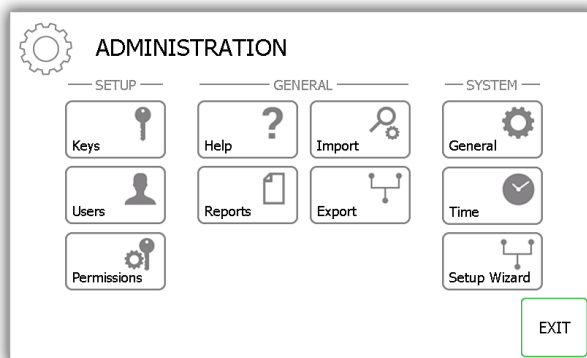 ADMINISTRATION
SETUP
GENERAL
SYSTEM
Keys
Help
Import
General
Users
Reports
Export
Time
Permissions
Setup Wizard
EXIT